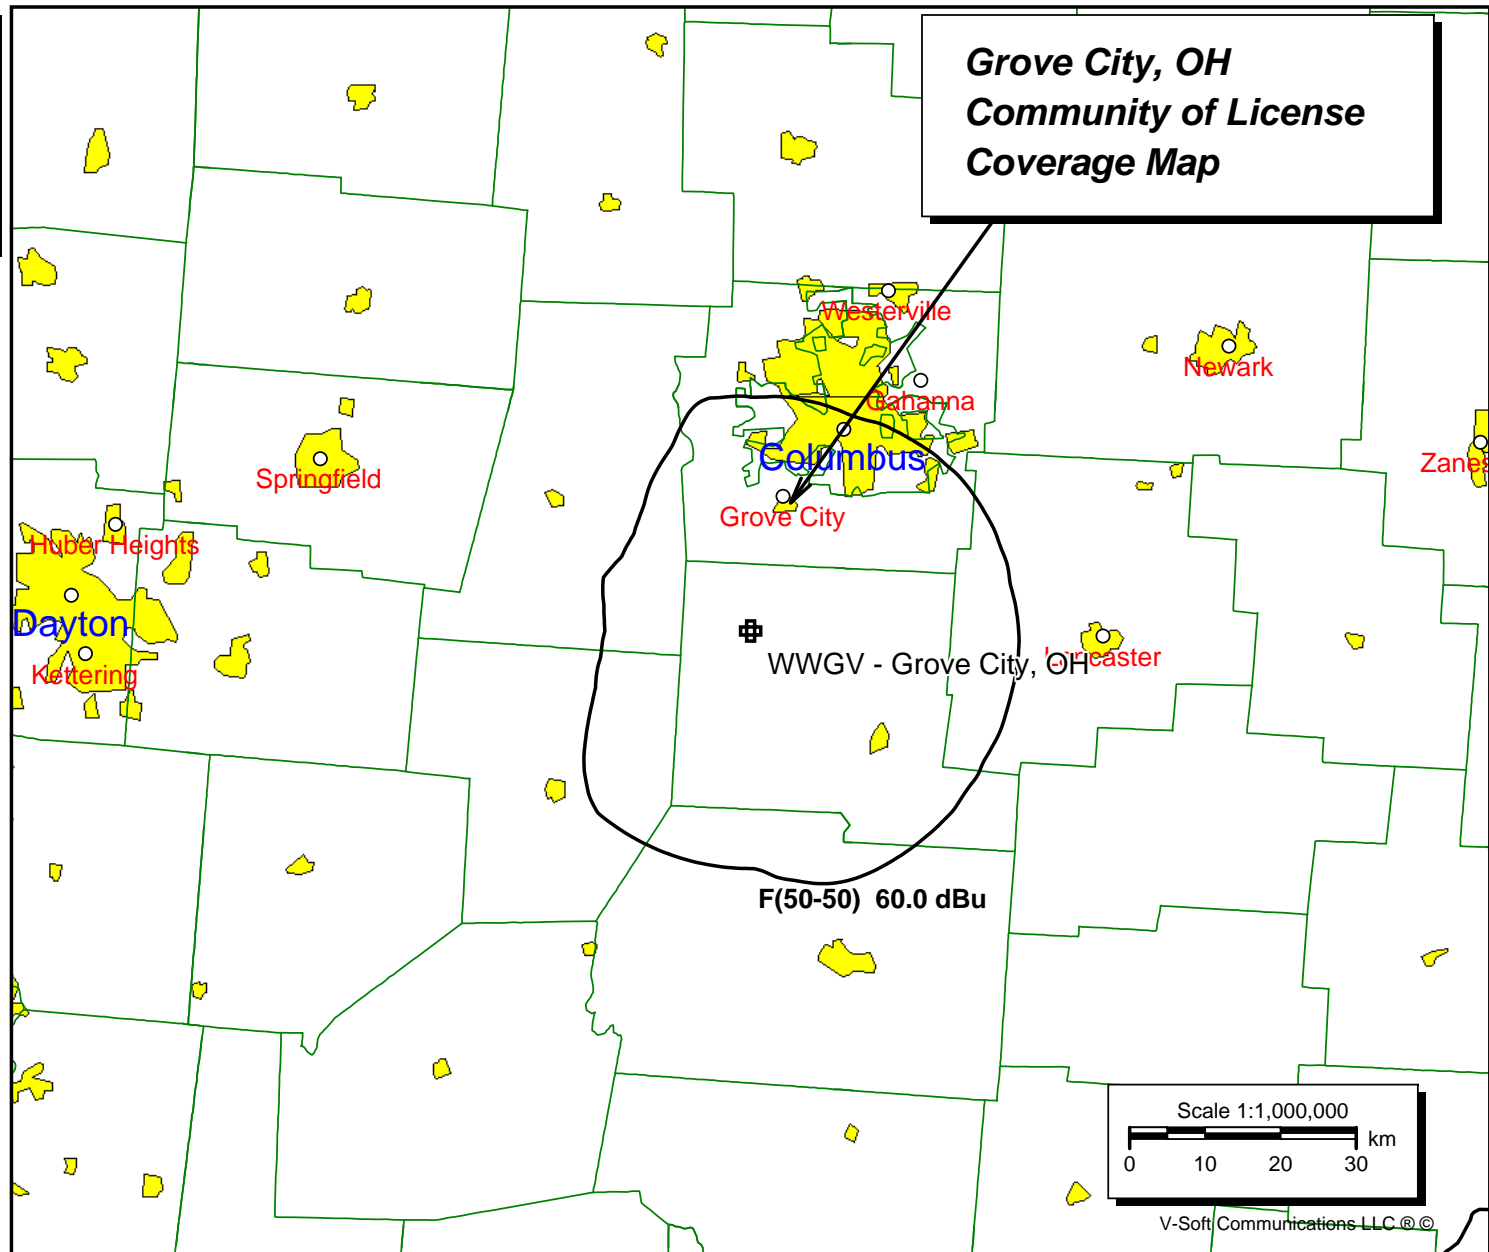 Grove City, OH
Community of License
Coverage Map
Westerville
Newark
Gahanna
Columbus
Springfield
Grove City
Huber Heights
Dayton
Kettering
WWGV - Grove City, OH
Lancaster
F(50-50) 60.0 dBu
Scale 1:1,000,000
km
0 10 20 30
V-Soft Communications LLC ® ©